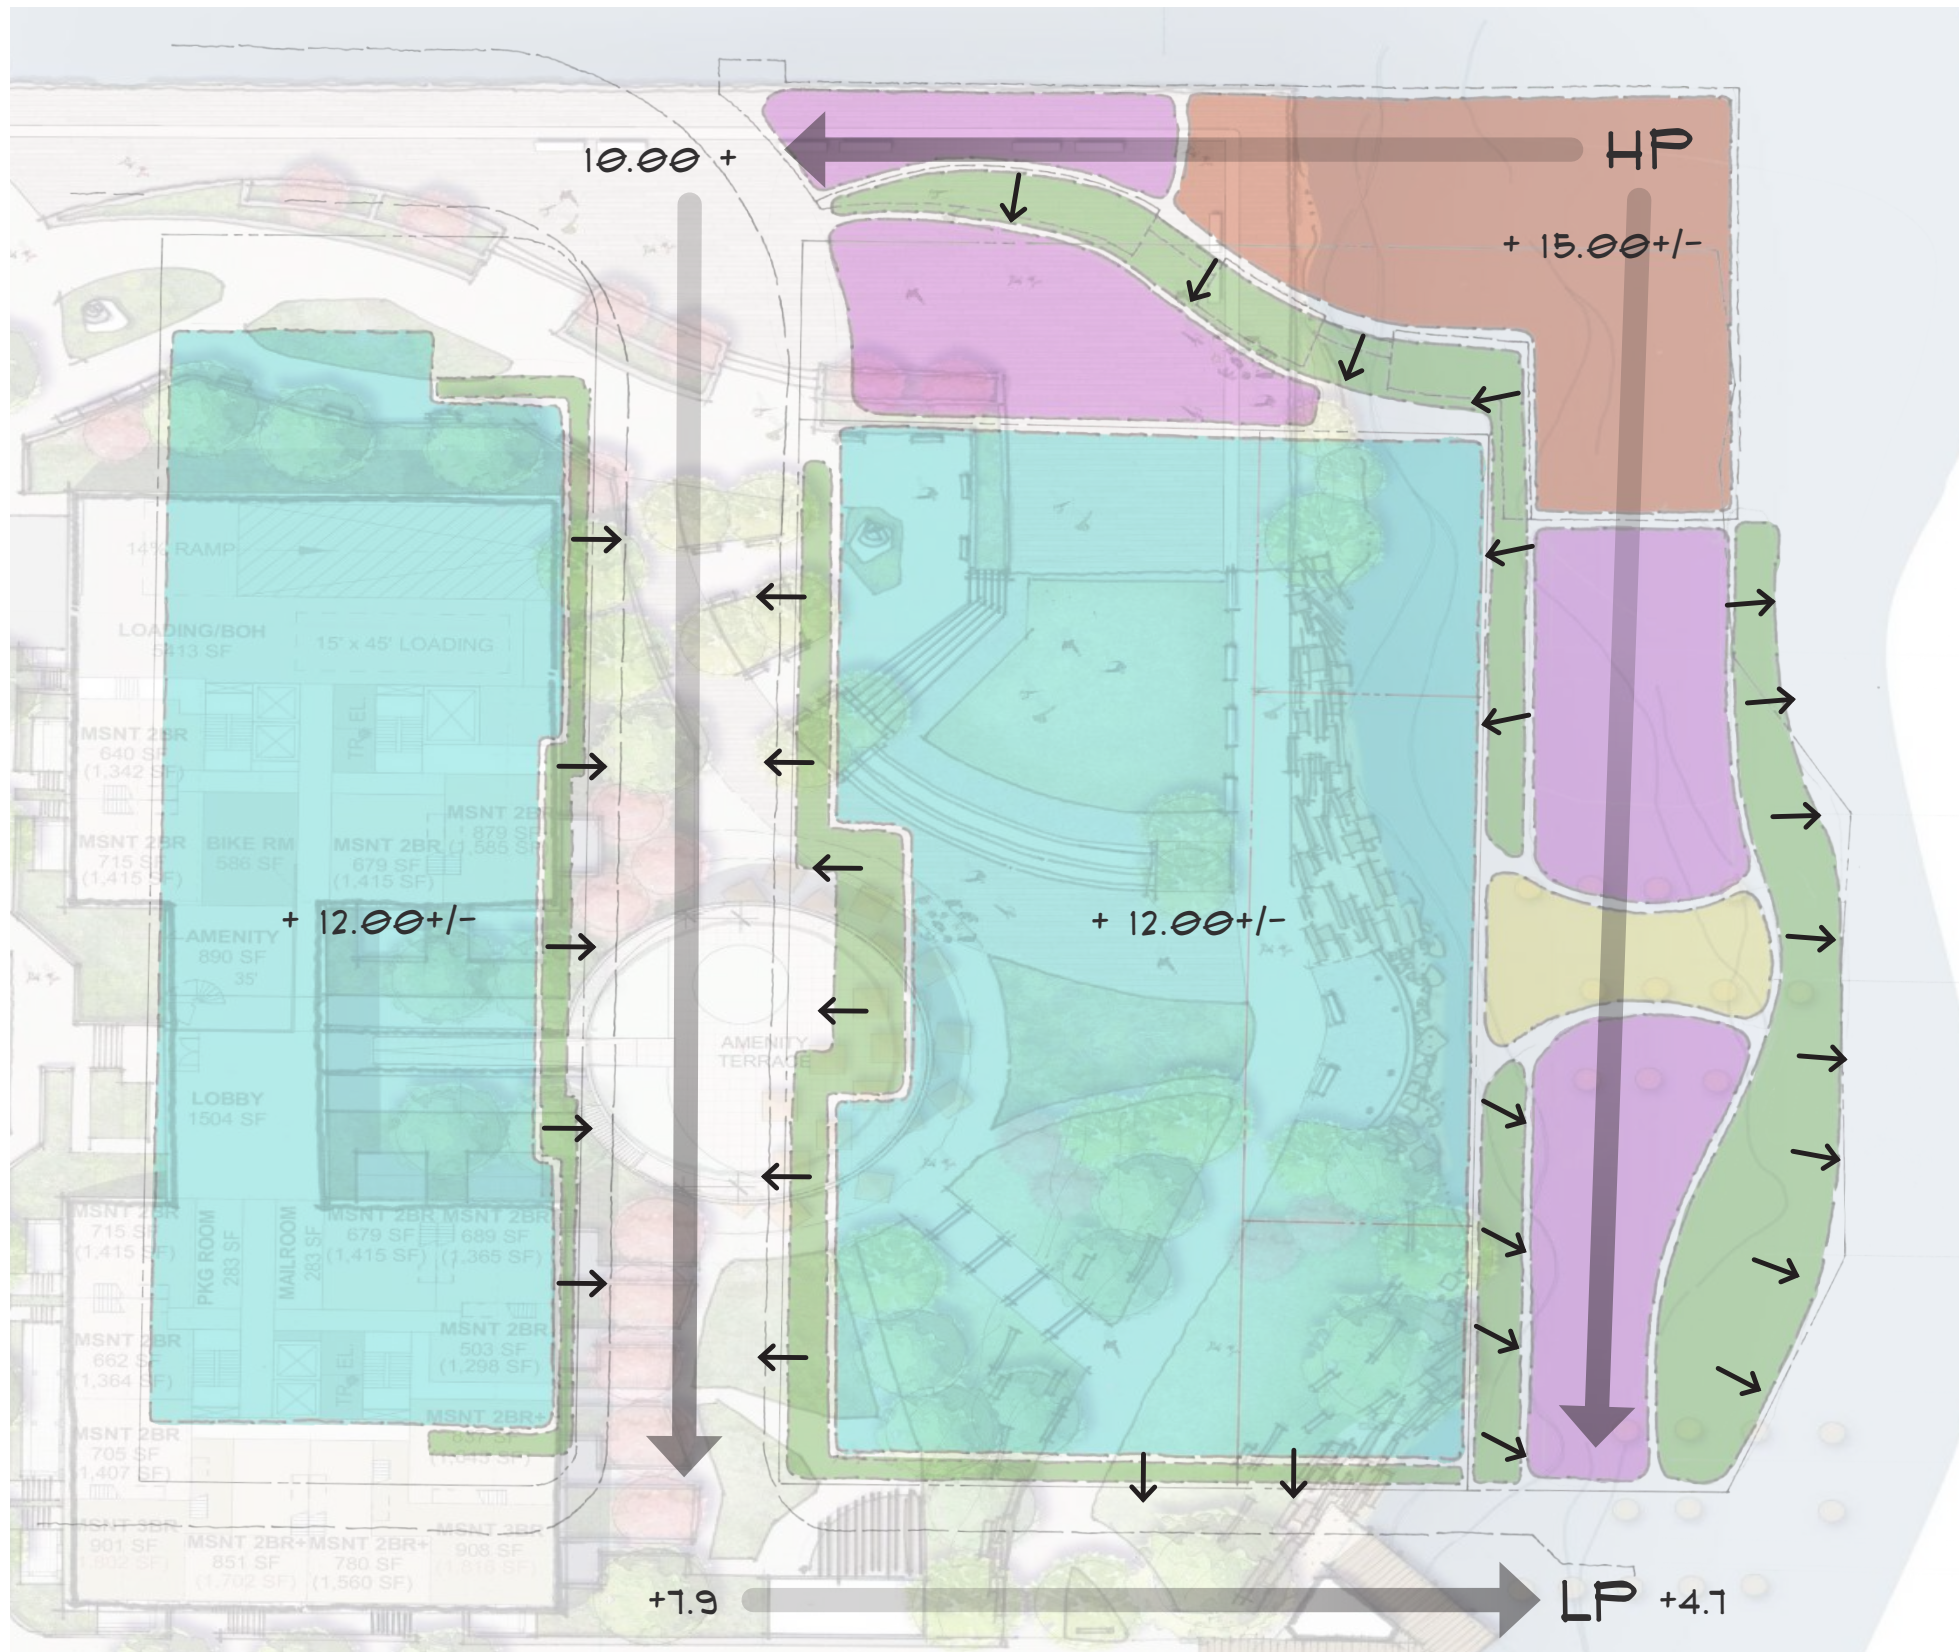 10.00 +
HP
+ 15.00+/-
14% RAMP
LOADING/BOH
5413 SF
15' x 45' LOADING
TR. EL
MSNT 2BR
640 SF
(1,342 SF)
MSNT 2BR
715 SF
(1,415 SF)
BIKE RM
586 SF
MSNT 2BR
679 SF
(1,415 SF)
MSNT 2BR
879 SF
(1,585 SF)
+ 12.00+/-
+ 12.00+/-
AMENITY
890 SF
35'
AMENITY
TERRACE
LOBBY
1504 SF
MSNT 2BR
715 SF
(1,415 SF)
PKG ROOM
283 SF
MAILROOM
283 SF
MSNT 2BR
679 SF
(1,415 SF)
MSNT 2BR
689 SF
(1,365 SF)
MSNT 2BR
662 SF
(1,364 SF)
TR. EL
MSNT 2BR
503 SF
(1,298 SF)
MSNT 2BR
705 SF
(1,407 SF)
MSNT 2BR+
MSNT 3BR
901 SF
MSNT 2BR+
851 SF
(1,702 SF)
MSNT 2BR+
780 SF
(1,560 SF)
MSNT 3BR
908 SF
+7.9
LP +4.7